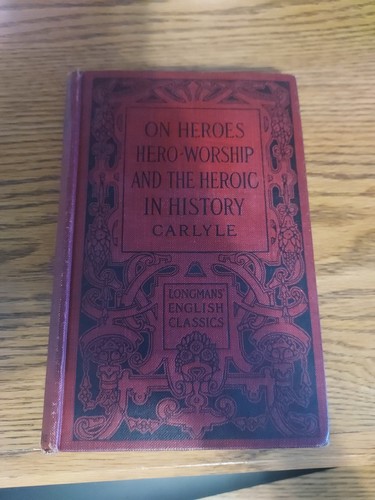 ON HEROES
HERO-WORSHIP
AND THE HEROIC
IN HISTORY
CARLYLE
LONGMANS'
ENGLISH
CLASSICS